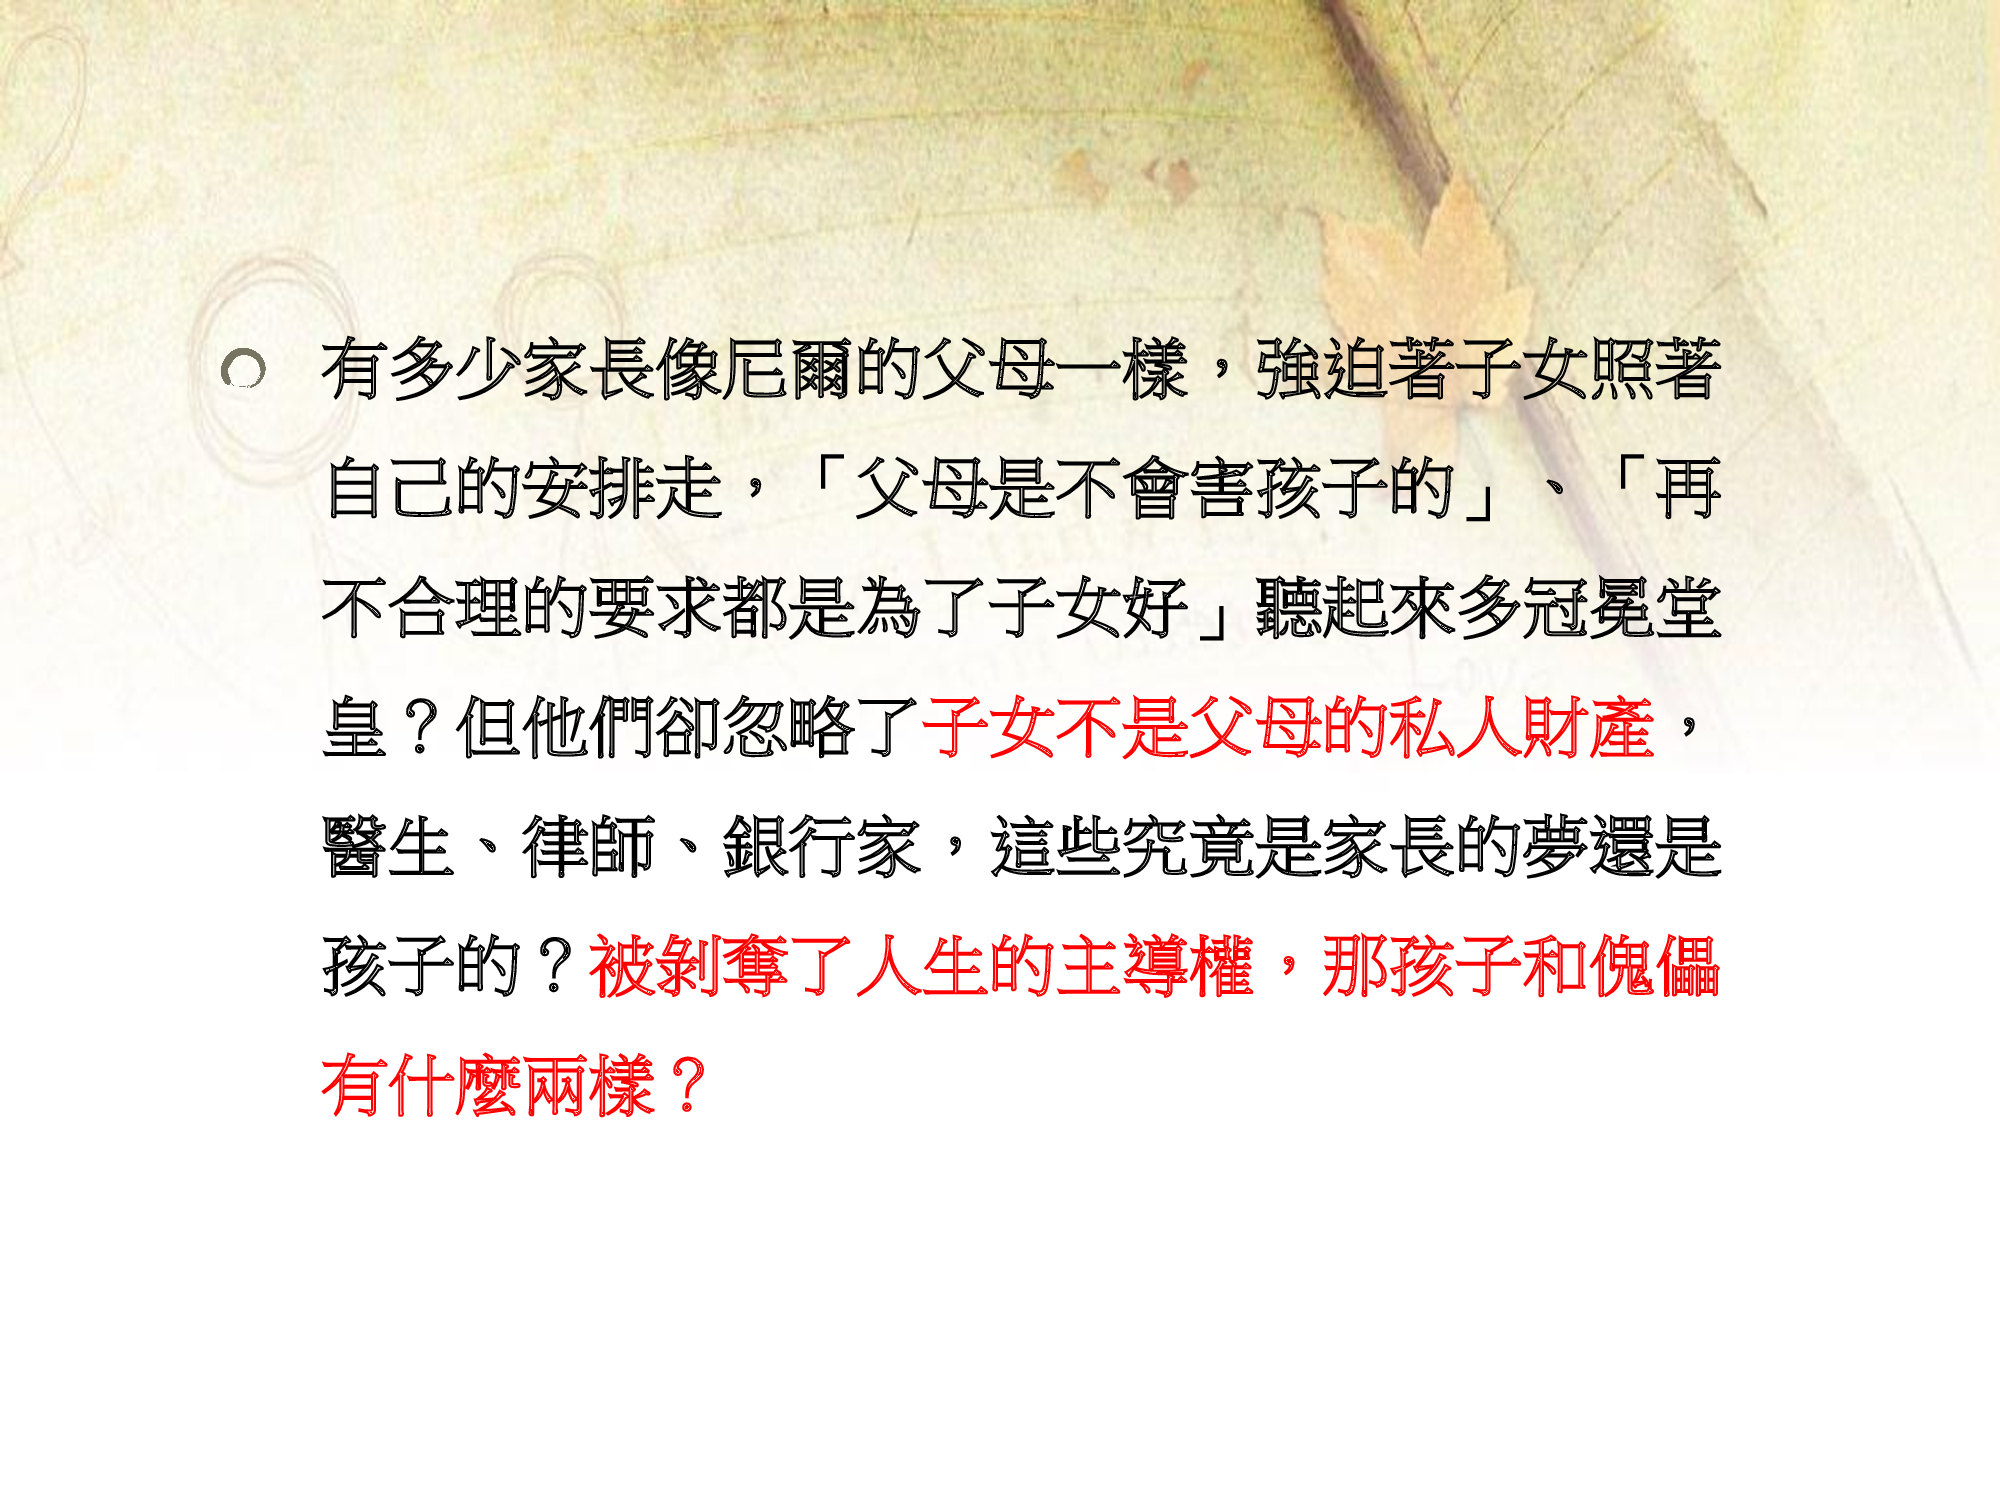 有多少家長像尼爾的父母一樣，強迫著子女照著
自己的安排走，「父母是不會害孩子的」、「再
不合理的要求都是為了子女好」聽起來多冠冕堂
皇？但他們卻忽略了子女不是父母的私人財產，
醫生、律師、銀行家，這些究竟是家長的夢還是
孩子的？被剝奪了人生的主導權，那孩子和傀儡
有什麼兩樣？